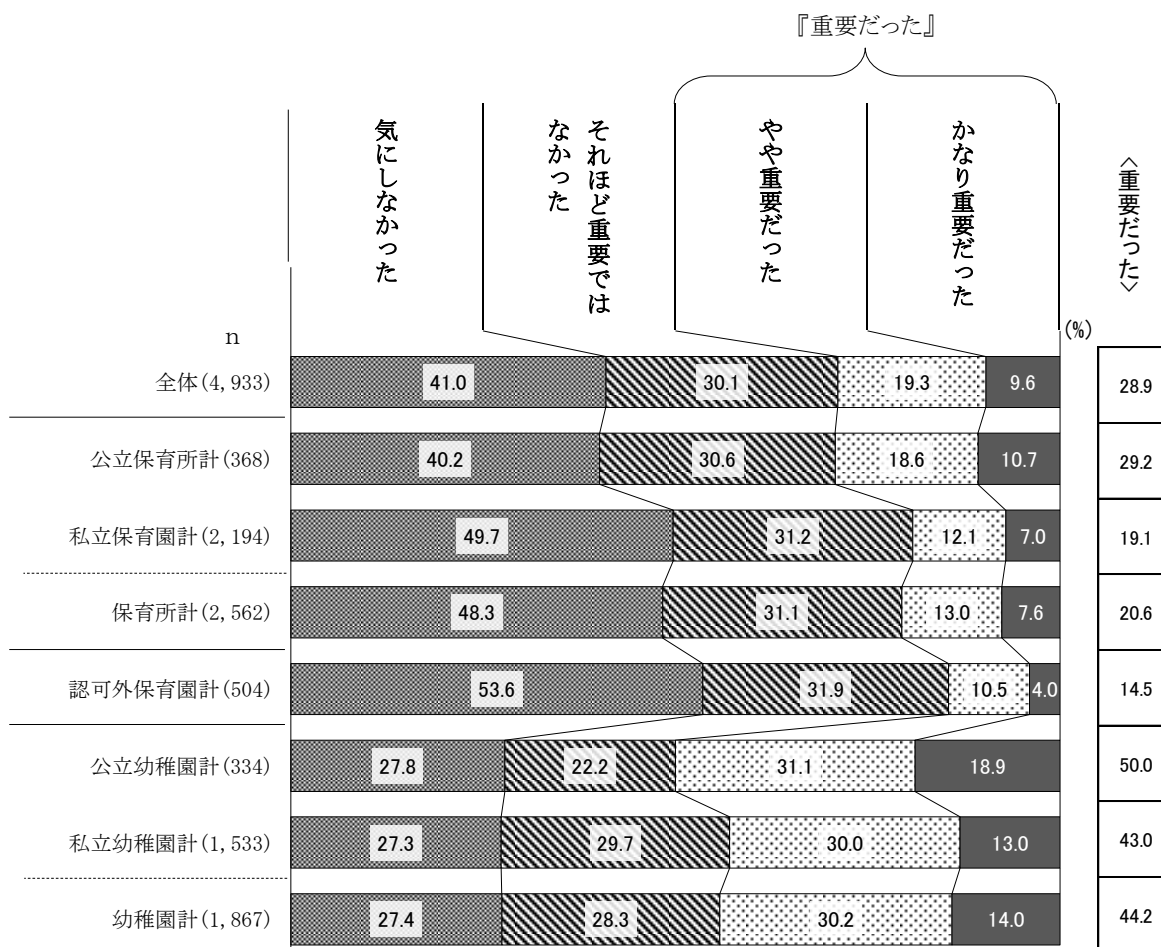 『重要だった』
気にしなかった
それほど重要では
なかった
やや重要だった
かなり重要だった
〈重要だった〉
n
(%)
全体(4,933) 41.0 30.1 19.3 9.6 28.9
公立保育所計(368) 40.2 30.6 18.6 10.7 29.2
私立保育園計(2,194) 49.7 31.2 12.1 7.0 19.1
保育所計(2,562) 48.3 31.1 13.0 7.6 20.6
認可外保育園計(504) 53.6 31.9 10.5 4.0 14.5
公立幼稚園計(334) 27.8 22.2 31.1 18.9 50.0
私立幼稚園計(1,533) 27.3 29.7 30.0 13.0 43.0
幼稚園計(1,867) 27.4 28.3 30.2 14.0 44.2